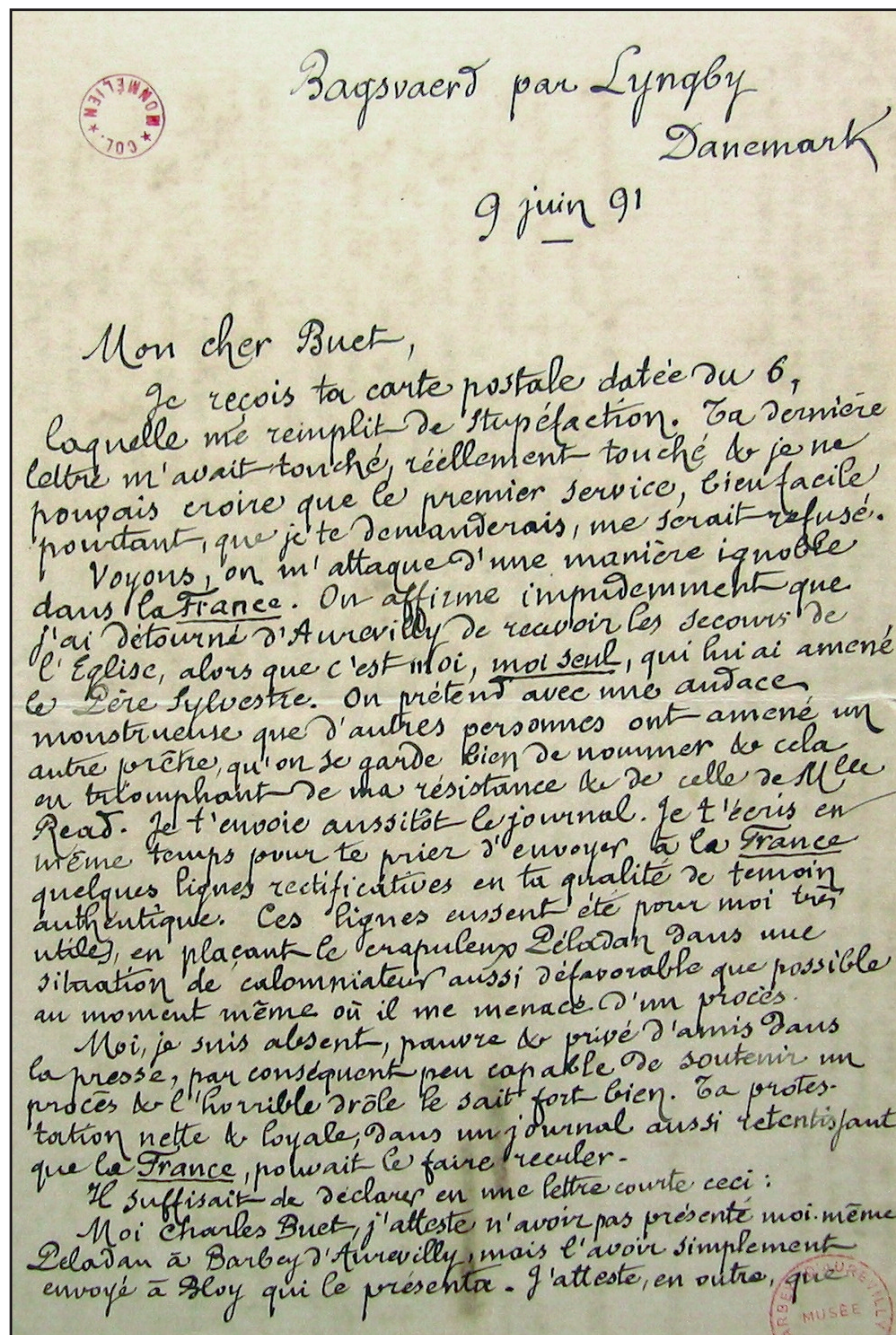 COL. ★ MONMÉLIEN ★
Bagsvaerd par Lyngby
Danemark
9 juin 91
Mon cher Buet,
Je reçois ta carte postale datée du 6,
laquelle me remplit de stupéfaction. Ta dernière
lettre m'avait touché, réellement touché & je ne
pouvais croire que le premier service, bien facile
pourtant, que je te demanderais, me serait refusé.
Voyons, on m'attaque d'une manière ignoble
dans la France. On affirme impudemment que
j'ai détourné d'Aurevilly de recevoir les secours de
l'Eglise, alors que c'est moi, moi seul, qui lui ai amené
le Père Sylvestre. On prétend avec une audace
monstrueuse que d'autres personnes ont amené un
autre prêtre, qu'on se garde bien de nommer & cela
en triomphant de ma résistance & de celle de Mlle
Read. Je t'envoie aussitôt le journal. Je t'écris en
même temps pour te prier d'envoyer à la France
quelques lignes rectificatives en ta qualité de témoin
authentique. Ces lignes eussent été pour moi très
utiles, en plaçant le crapuleux Péladan dans une
situation de calomniateur aussi défavorable que possible
au moment même où il me menace d'un procès.
Moi, je suis absent, pauvre & privé d'amis dans
la presse, par conséquent peu capable de soutenir un
procès & l'horrible drôle le sait fort bien. Ta protes-
tation nette & loyale, dans un journal aussi retentissant
que la France, pouvait le faire reculer.
Il suffisait de déclarer en une lettre courte ceci :
Moi Charles Buet, j'atteste n'avoir pas présenté moi-même
Péladan à Barbey d'Aurevilly, mais l'avoir simplement
envoyé à Bloy qui le présenta. J'atteste, en outre, que
MUSÉE